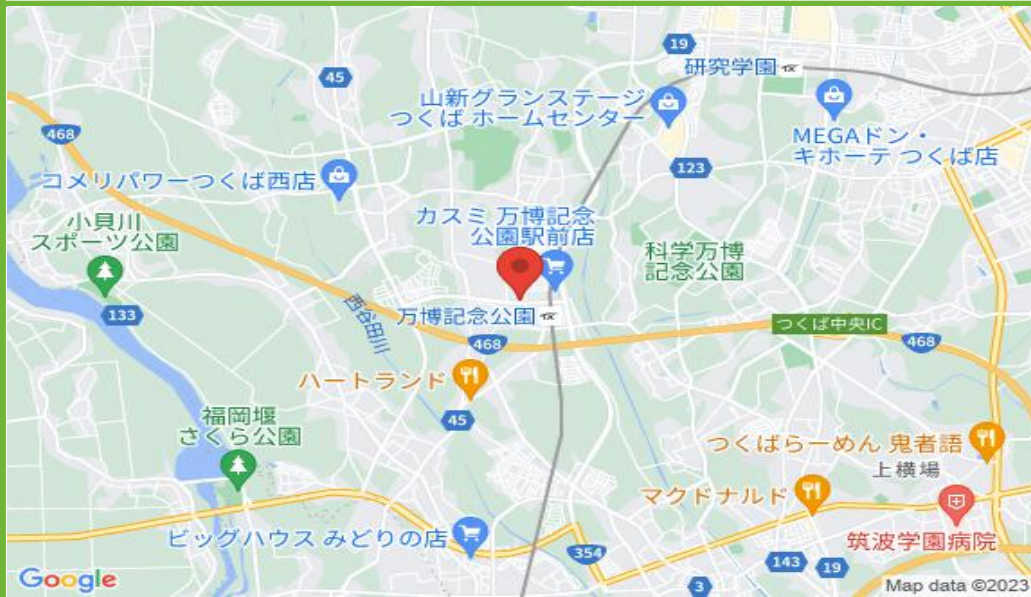 19
研究学園
45
山新グランステージ
つくば ホームセンター
468
MEGAドン・
キホーテ つくば店
123
コメリパワーつくば西店
カスミ 万博記念
公園駅前店
小貝川
スポーツ公園
科学万博
記念公園
133
西谷田川
万博記念公園
つくば中央IC
468
468
ハートランド
45
福岡堰
さくら公園
つくばらーめん 鬼者語
上横場
マクドナルド
筑波学園病院
ビッグハウス みどりの店
354
143
19
3
Google
Map data ©2023